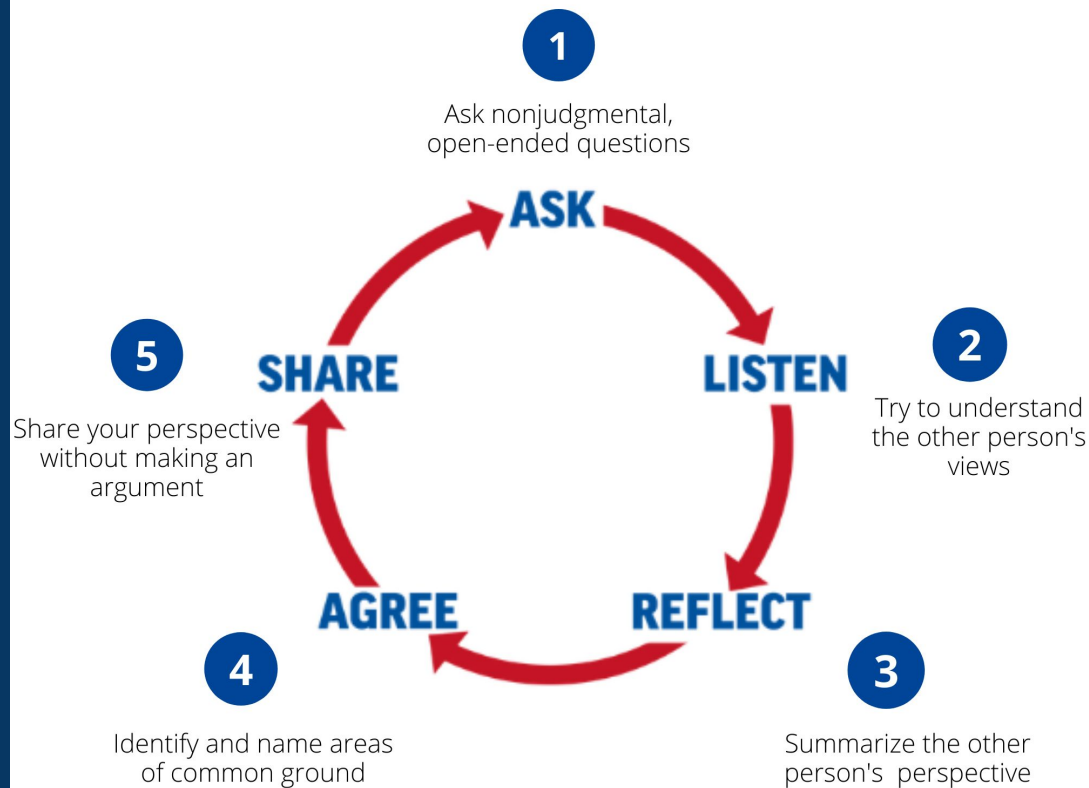 1
Ask nonjudgmental,
open-ended questions
ASK
LISTEN
2
Try to understand
the other person's
views
REFLECT
3
Summarize the other
person's perspective
AGREE
4
Identify and name areas
of common ground
SHARE
5
Share your perspective
without making an
argument